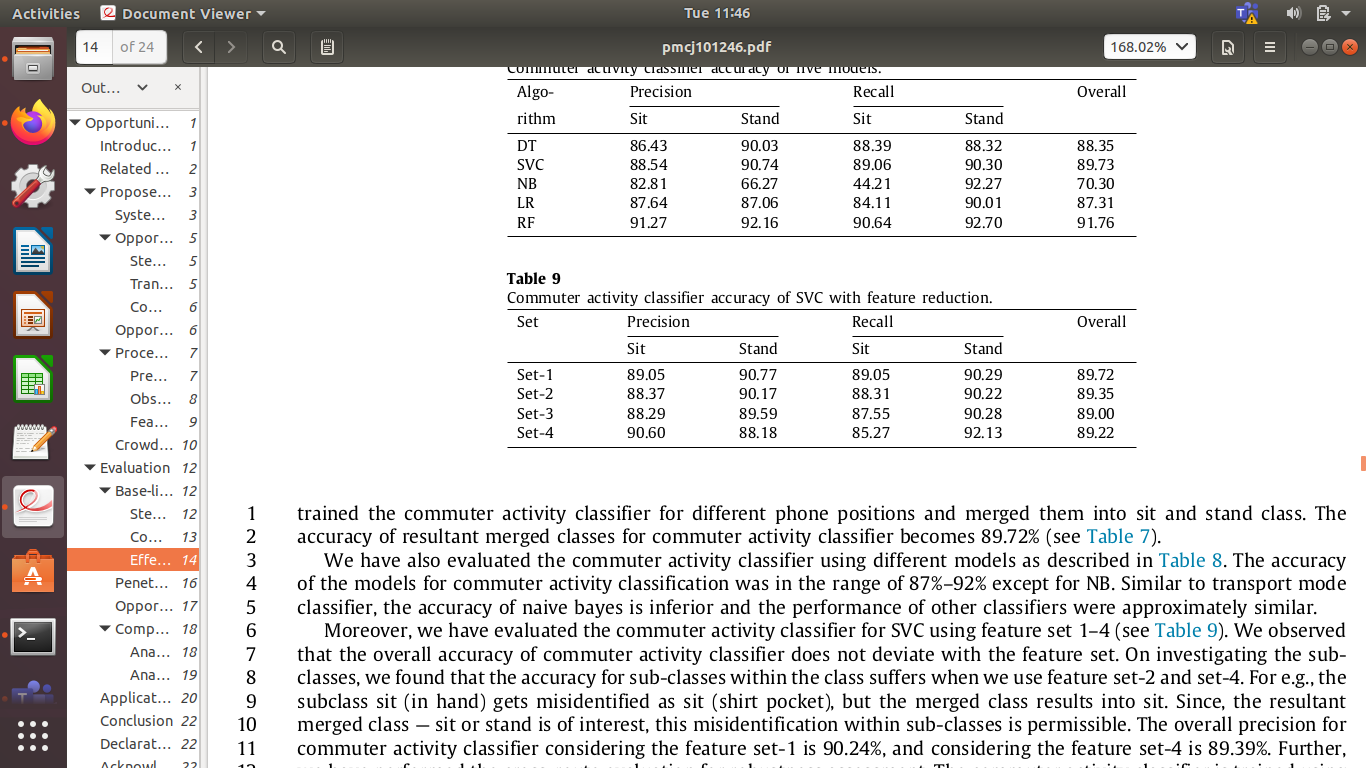 Activities Document Viewer Tue 11:46
14 of 24 pmcj101246.pdf 168.02%
Out... ×
Opportuni... 1
Introduc... 1
Related ... 2
Propose... 3
Syste... 3
Oppor... 5
Ste... 5
Tran... 5
Co... 6
Oppor... 6
Proce... 7
Pre... 7
Obs... 8
Fea... 9
Crowd... 10
Evaluation 12
Base-li... 12
Ste... 12
Co... 13
Effe... 14
Penet... 16
Oppor... 17
Comp... 18
Ana... 18
Ana... 19
Applicat... 20
Conclusion 22
Declarat... 22
Acknowl... 22
Commuter activity classifier accuracy of five models.
Algo- Precision Recall Overall
rithm Sit Stand Sit Stand
DT 86.43 90.03 88.39 88.32 88.35
SVC 88.54 90.74 89.06 90.30 89.73
NB 82.81 66.27 44.21 92.27 70.30
LR 87.64 87.06 84.11 90.01 87.31
RF 91.27 92.16 90.64 92.70 91.76
Table 9
Commuter activity classifier accuracy of SVC with feature reduction.
Set Precision Recall Overall
Sit Stand Sit Stand
Set-1 89.05 90.77 89.05 90.29 89.72
Set-2 88.37 90.17 88.31 90.22 89.35
Set-3 88.29 89.59 87.55 90.28 89.00
Set-4 90.60 88.18 85.27 92.13 89.22
1 trained the commuter activity classifier for different phone positions and merged them into sit and stand class. The
2 accuracy of resultant merged classes for commuter activity classifier becomes 89.72% (see Table 7).
3 We have also evaluated the commuter activity classifier using different models as described in Table 8. The accuracy
4 of the models for commuter activity classification was in the range of 87%–92% except for NB. Similar to transport mode
5 classifier, the accuracy of naive bayes is inferior and the performance of other classifiers were approximately similar.
6 Moreover, we have evaluated the commuter activity classifier for SVC using feature set 1–4 (see Table 9). We observed
7 that the overall accuracy of commuter activity classifier does not deviate with the feature set. On investigating the sub-
8 classes, we found that the accuracy for sub-classes within the class suffers when we use feature set-2 and set-4. For e.g., the
9 subclass sit (in hand) gets misidentified as sit (shirt pocket), but the merged class results into sit. Since, the resultant
10 merged class — sit or stand is of interest, this misidentification within sub-classes is permissible. The overall precision for
11 commuter activity classifier considering the feature set-1 is 90.24%, and considering the feature set-4 is 89.39%. Further,